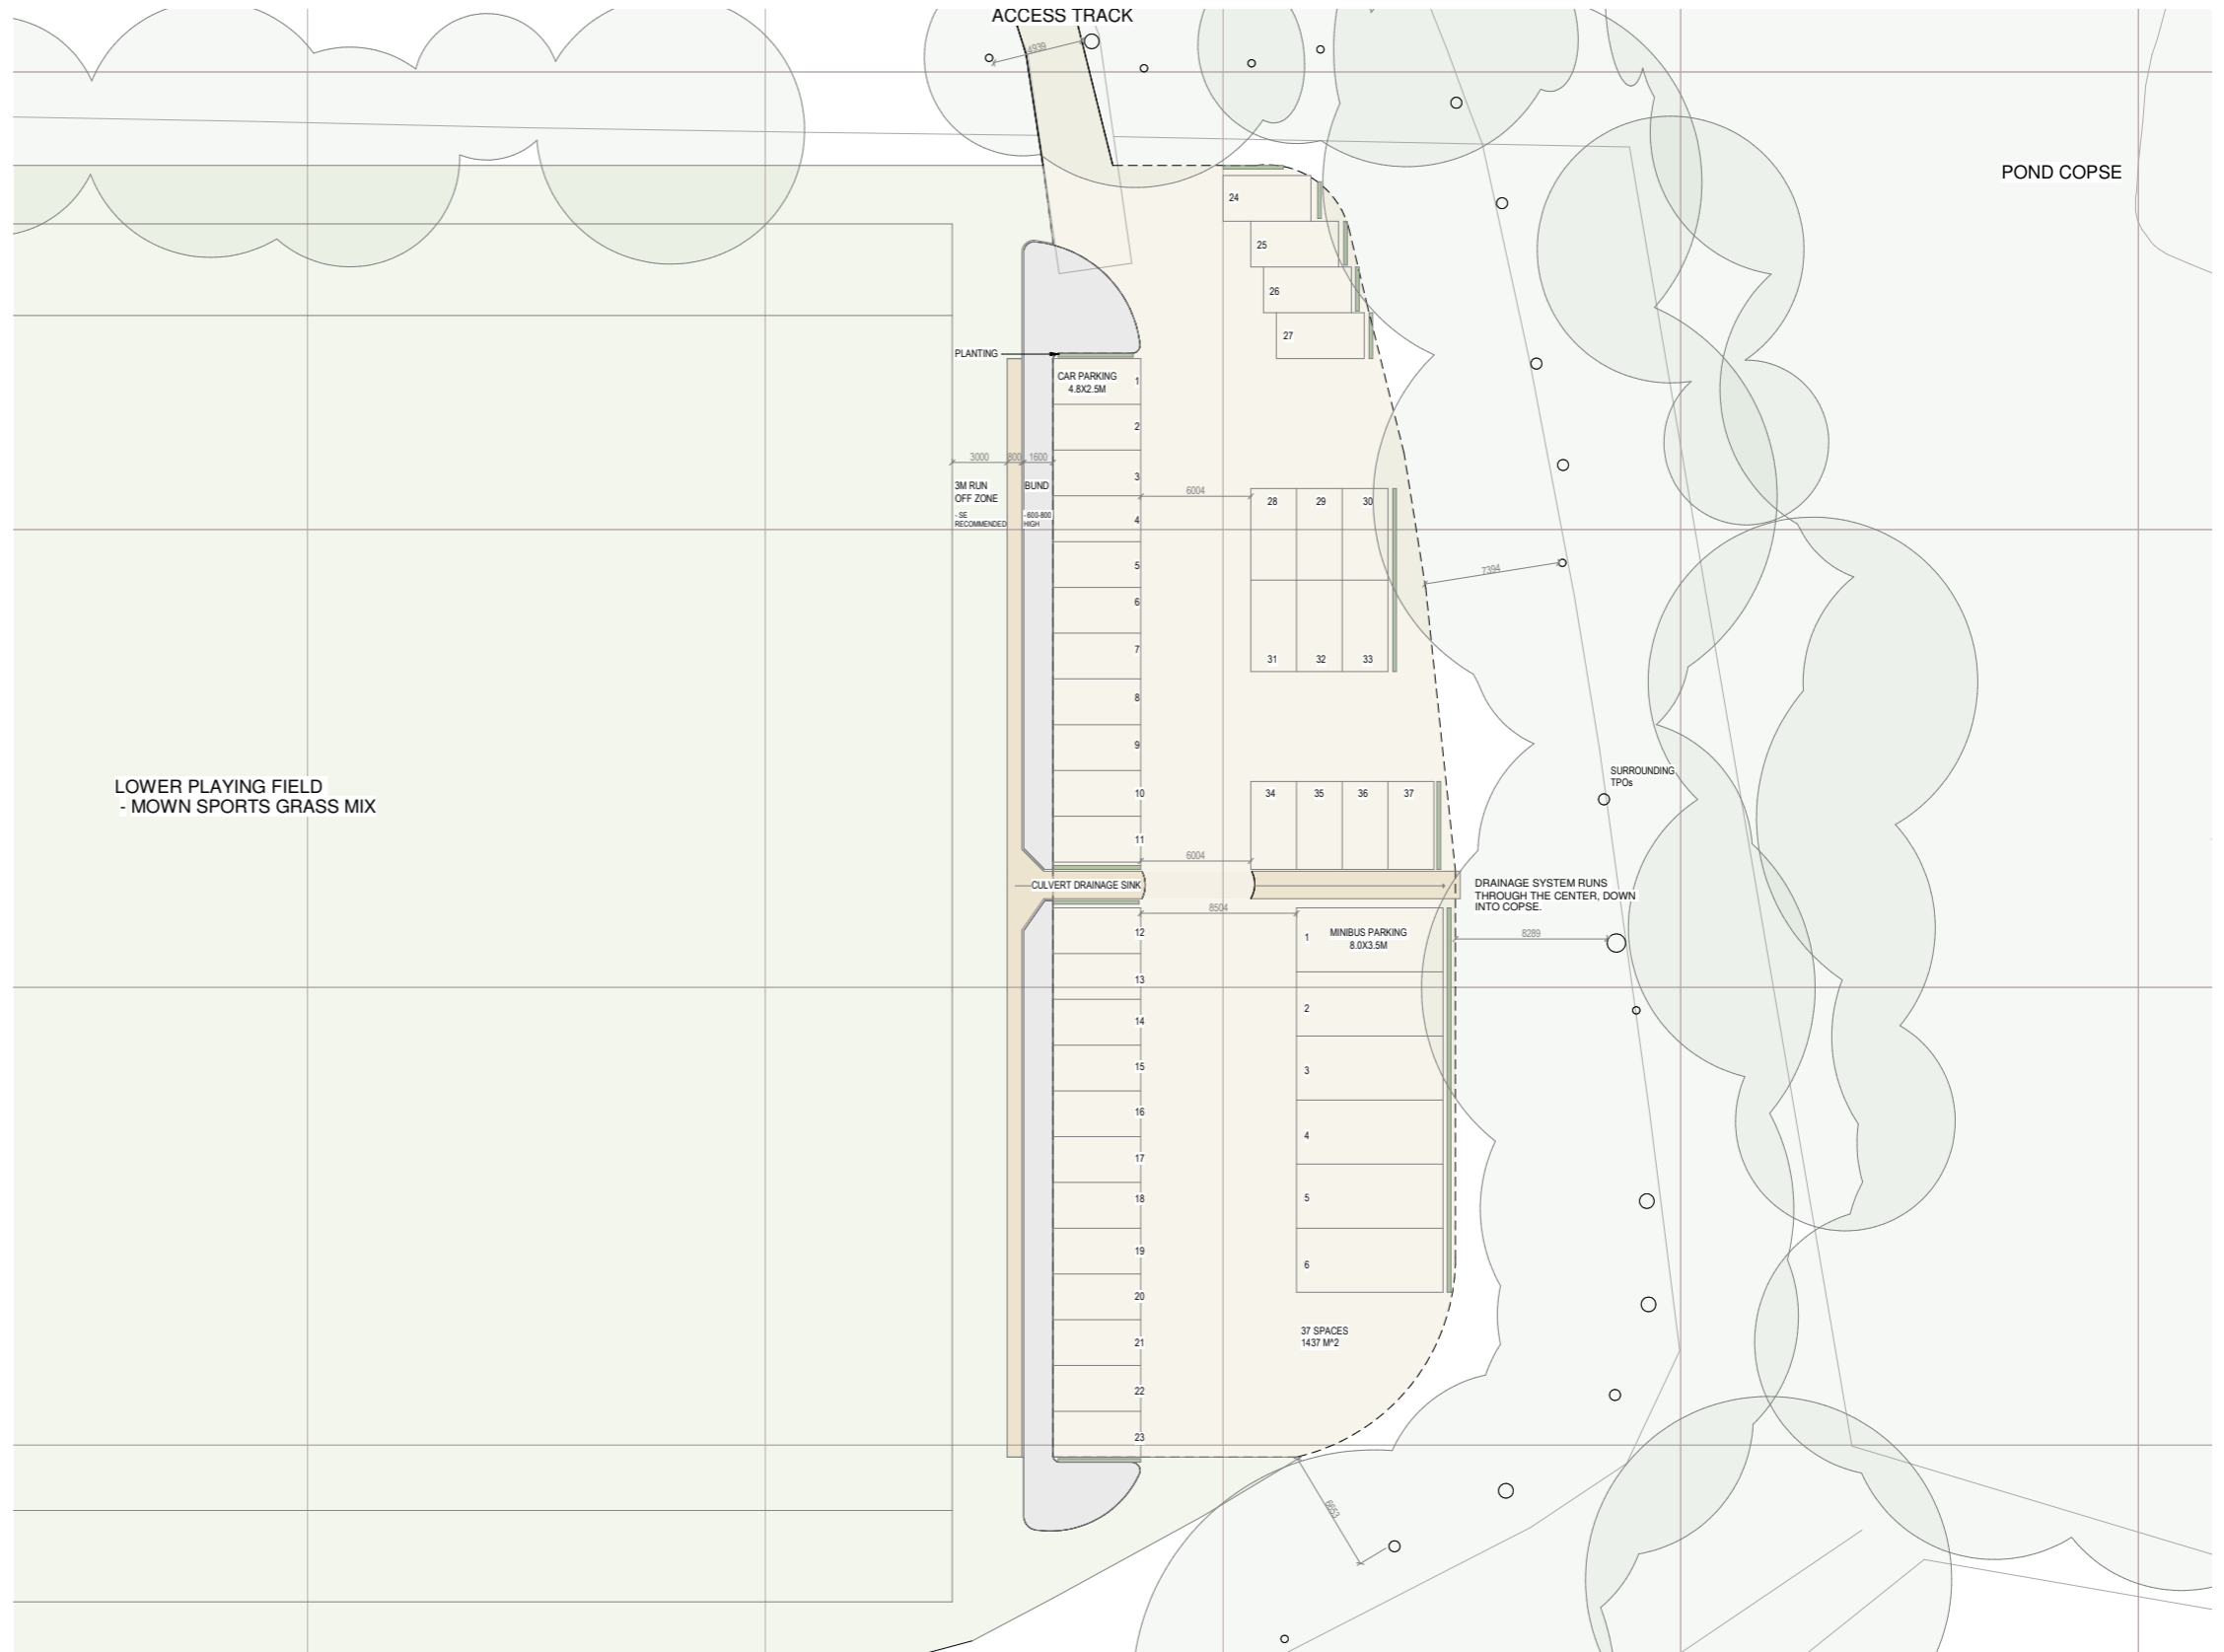 ACCESS TRACK
4939
POND COPSE
24
25
26
27
PLANTING
CAR PARKING
4.8X2.5M
1
2
3
4
5
6
7
8
9
10
11
3000
800
1600
3M RUN
OFF ZONE
- SE
RECOMMENDED
BUND
- 600-800
HIGH
6004
28
29
30
31
32
33
7394
LOWER PLAYING FIELD
- MOWN SPORTS GRASS MIX
SURROUNDING
TPOs
34
35
36
37
6004
CULVERT DRAINAGE SINK
DRAINAGE SYSTEM RUNS
THROUGH THE CENTER, DOWN
INTO COPSE.
8504
8289
MINIBUS PARKING
8.0X3.5M
1
2
3
4
5
6
12
13
14
15
16
17
18
19
20
21
22
23
37 SPACES
1437 M^2
6653